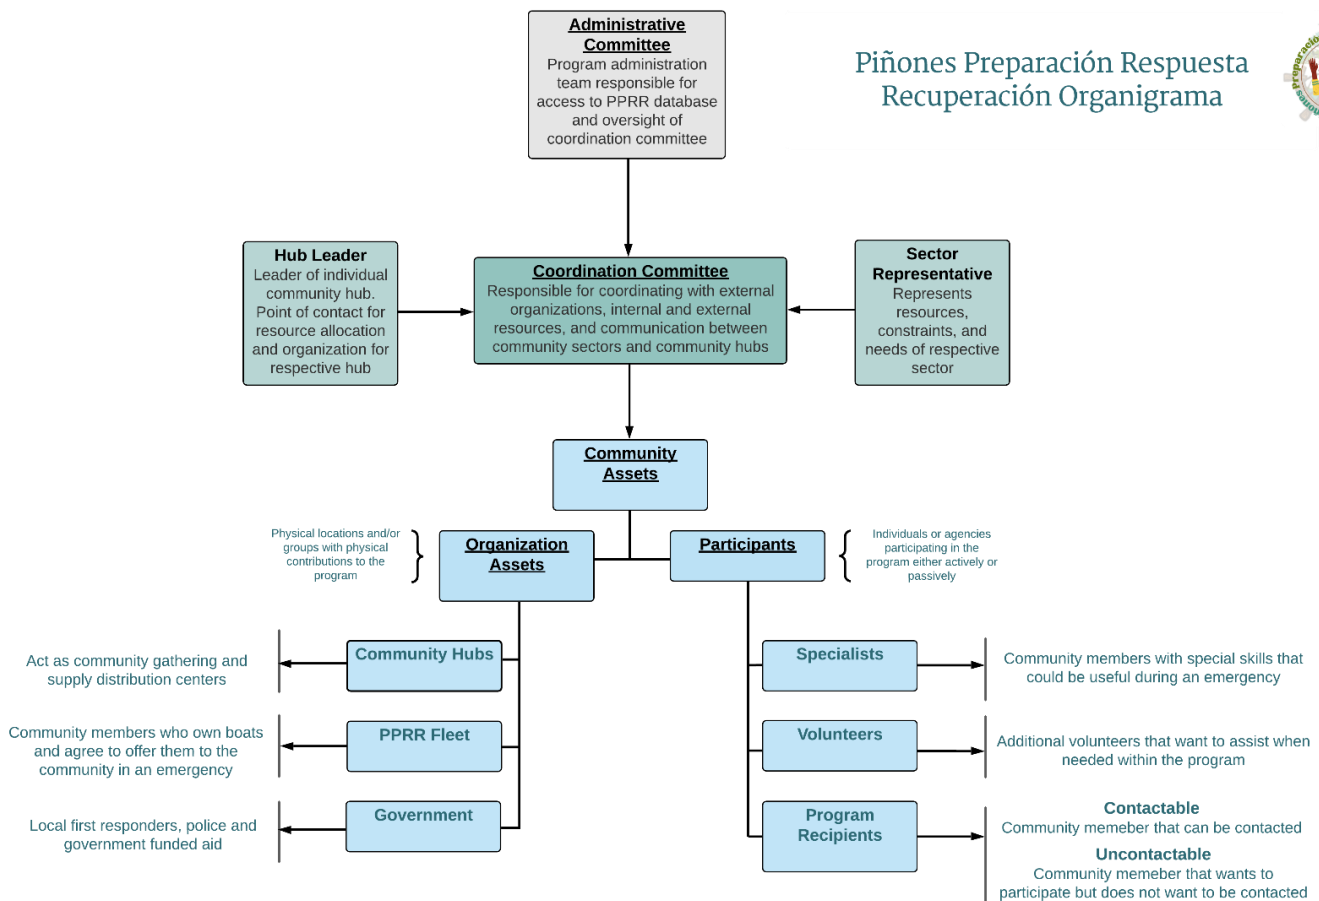 Administrative
Committee
Program administration
team responsible for
access to PPRR database
and oversight of
coordination committee
Piñones Preparación Respuesta
Recuperación Organigrama
Hub Leader
Leader of individual
community hub.
Point of contact for
resource allocation
and organization for
respective hub
Coordination Committee
Responsible for coordinating with external
organizations, internal and external
resources, and communication between
community sectors and community hubs
Sector
Representative
Represents
resources,
constraints, and
needs of respective
sector
Community
Assets
Physical locations and/or
groups with physical
contributions to the
program
Organization
Assets
Participants
Individuals or agencies
participating in the
program either actively or
passively
Act as community gathering and
supply distribution centers
Community Hubs
Community members who own boats
and agree to offer them to the
community in an emergency
PPRR Fleet
Local first responders, police and
government funded aid
Government
Specialists
Community members with special skills that
could be useful during an emergency
Volunteers
Additional volunteers that want to assist when
needed within the program
Program
Recipients
Contactable
Community memeber that can be contacted
Uncontactable
Community memeber that wants to
participate but does not want to be contacted